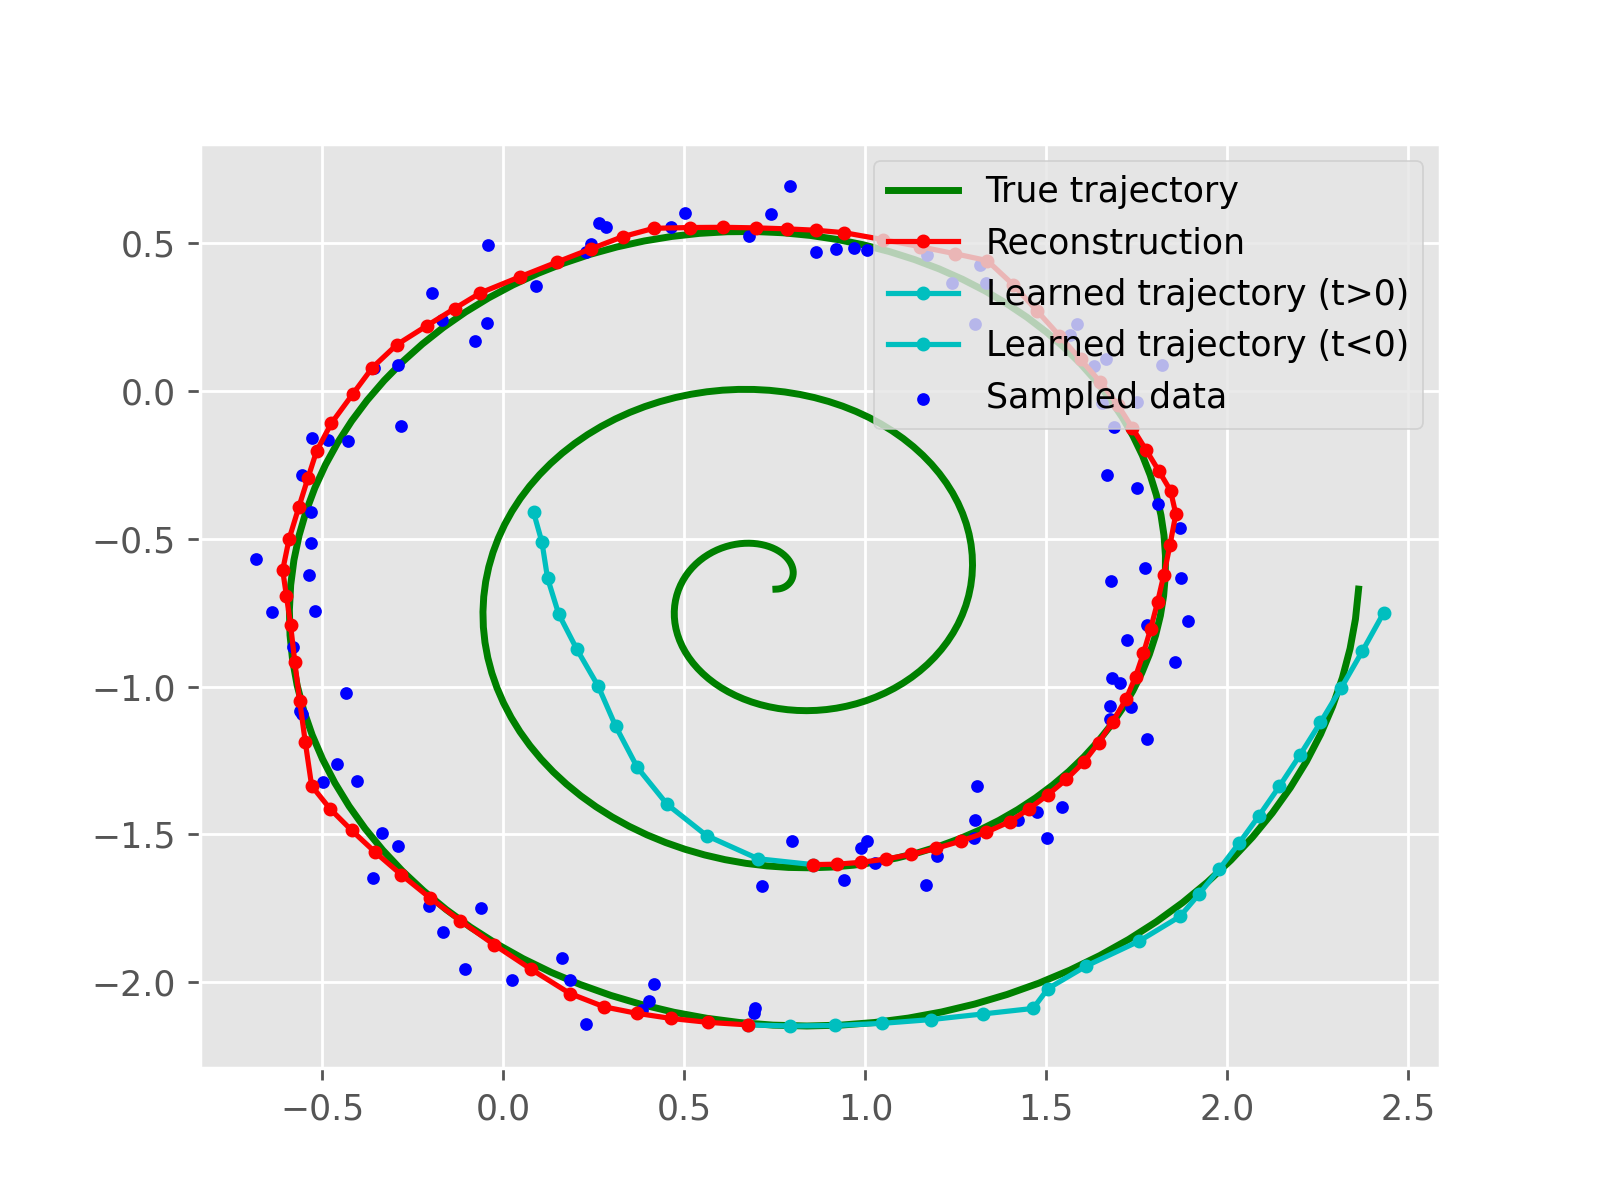 True trajectory
Reconstruction
Learned trajectory (t>0)
Learned trajectory (t<0)
Sampled data
0.5
0.0
−0.5
−1.0
−1.5
−2.0
−0.5 0.0 0.5 1.0 1.5 2.0 2.5